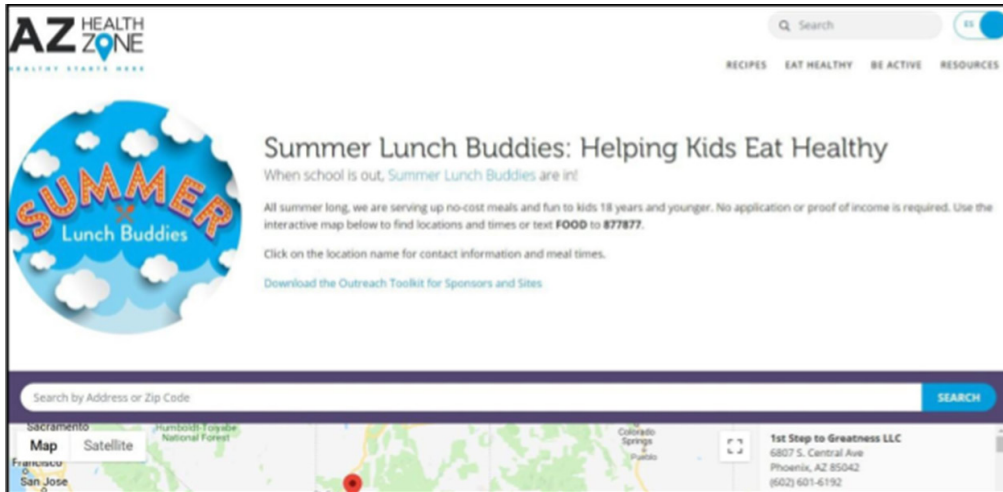 AZ HEALTH ZONE
HEALTHY STARTS HERE
Search
ES
RECIPES EAT HEALTHY BE ACTIVE RESOURCES
SUMMER
Lunch Buddies
Summer Lunch Buddies: Helping Kids Eat Healthy
When school is out, Summer Lunch Buddies are in!
All summer long, we are serving up no-cost meals and fun to kids 18 years and younger. No application or proof of income is required. Use the
interactive map below to find locations and times or text FOOD to 877877.
Click on the location name for contact information and meal times.
Download the Outreach Toolkit for Sponsors and Sites
Search by Address or Zip Code
SEARCH
Sacramento
Humboldt-Toiyabe
National Forest
Map Satellite
Francisco
San Jose
Colorado
Springs
Pueblo
1st Step to Greatness LLC
6807 S. Central Ave
Phoenix, AZ 85042
(602) 601-6192